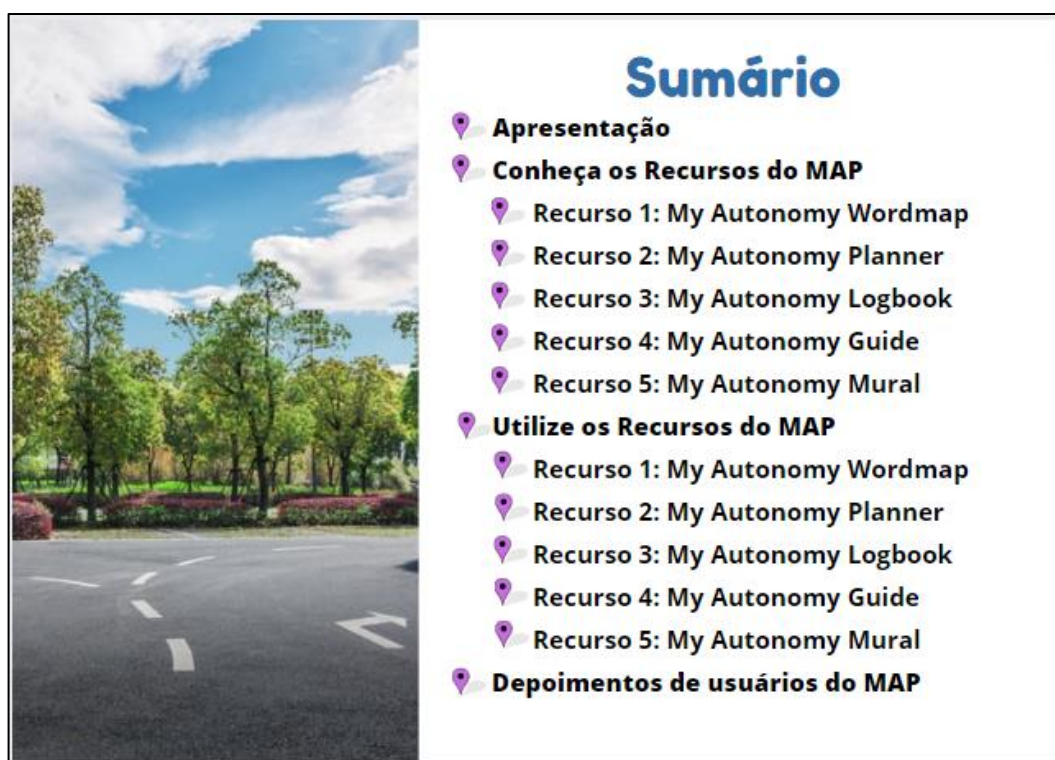 Sumário
Apresentação
Conheça os Recursos do MAP
Recurso 1: My Autonomy Wordmap
Recurso 2: My Autonomy Planner
Recurso 3: My Autonomy Logbook
Recurso 4: My Autonomy Guide
Recurso 5: My Autonomy Mural
Utilize os Recursos do MAP
Recurso 1: My Autonomy Wordmap
Recurso 2: My Autonomy Planner
Recurso 3: My Autonomy Logbook
Recurso 4: My Autonomy Guide
Recurso 5: My Autonomy Mural
Depoimentos de usuários do MAP